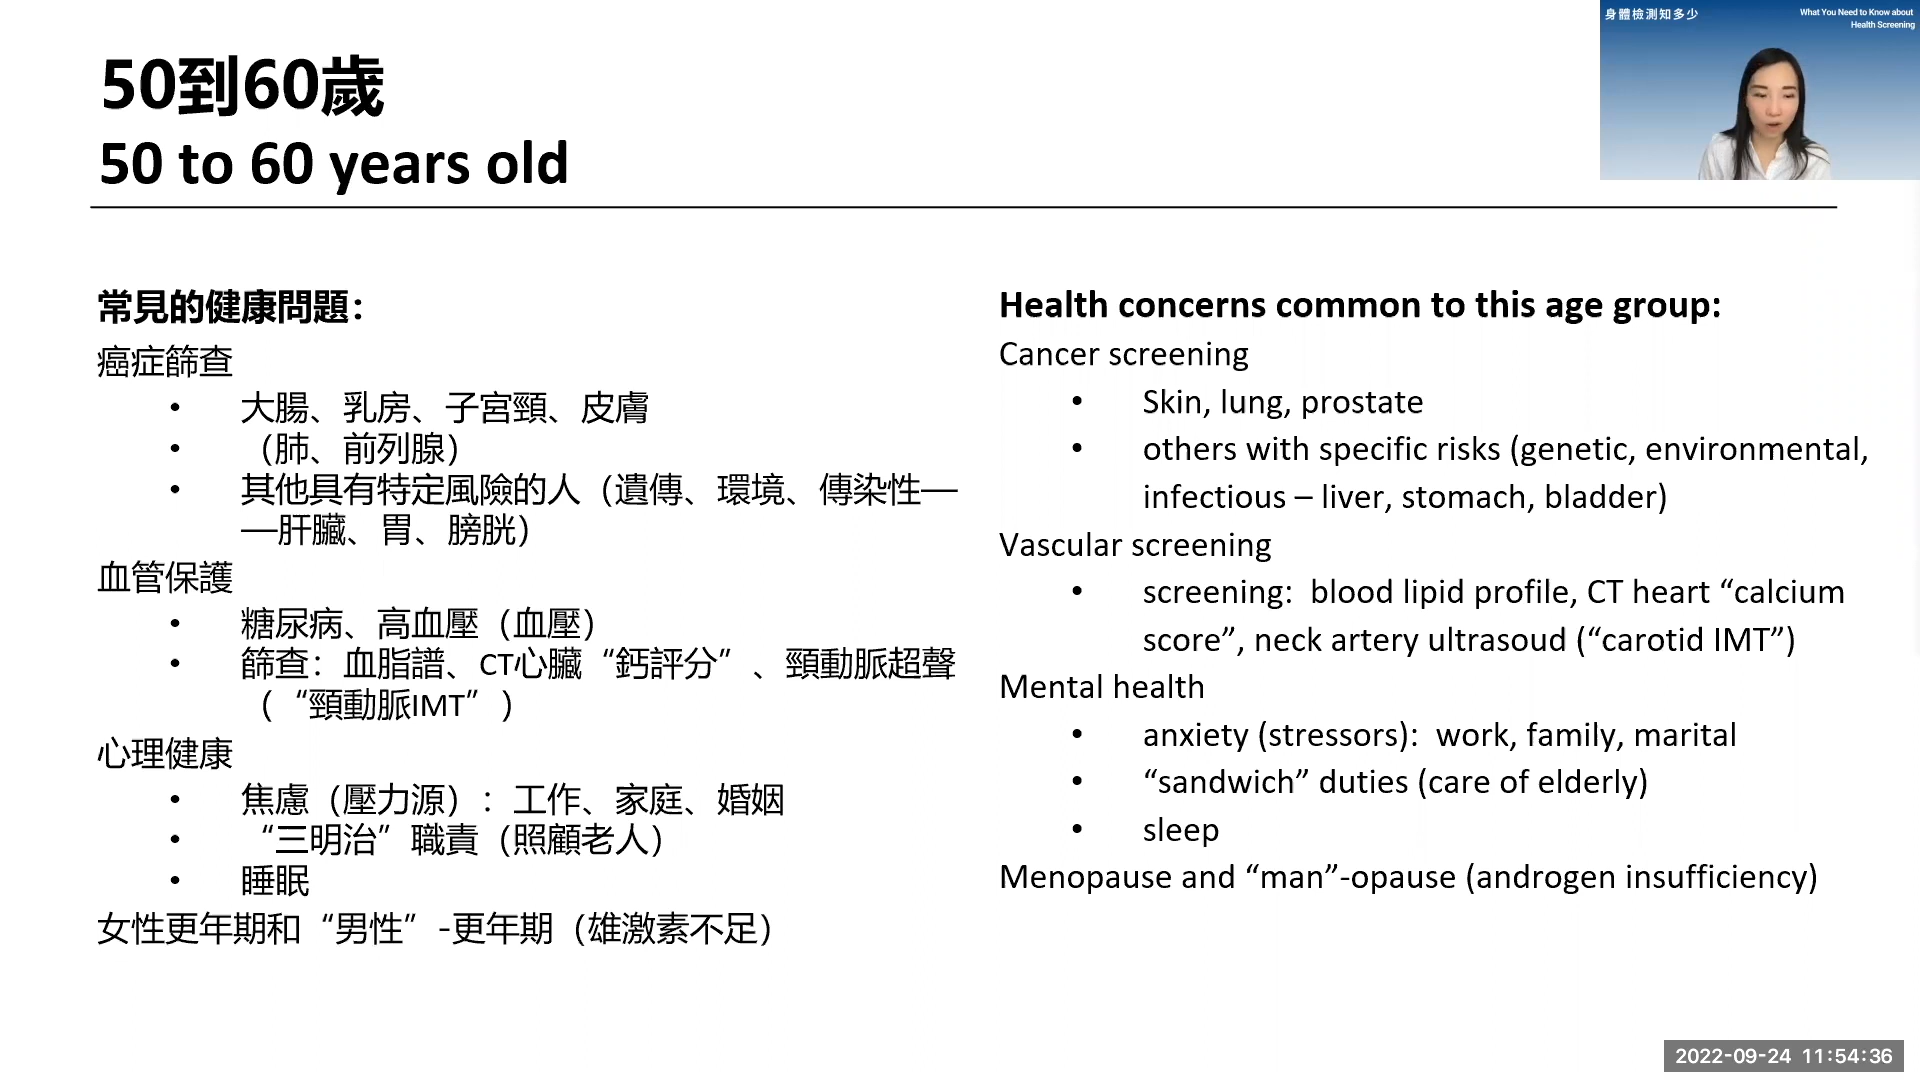 身體檢測知多少
What You Need to Know about
Health Screening
50到60歲
50 to 60 years old
常見的健康問題：
癌症篩查
• 大腸、乳房、子宮頸、皮膚
• （肺、前列腺）
• 其他具有特定風險的人（遺傳、環境、傳染性—
—肝臟、胃、膀胱）
血管保護
• 糖尿病、高血壓（血壓）
• 篩查：血脂譜、CT心臟“鈣評分”、頸動脈超聲
（“頸動脈IMT”）
心理健康
• 焦慮（壓力源）：工作、家庭、婚姻
• “三明治”職責（照顧老人）
• 睡眠
女性更年期和“男性”-更年期（雄激素不足）
Health concerns common to this age group:
Cancer screening
• Skin, lung, prostate
• others with specific risks (genetic, environmental,
infectious – liver, stomach, bladder)
Vascular screening
• screening:  blood lipid profile, CT heart “calcium
score”, neck artery ultrasoud (“carotid IMT”)
Mental health
• anxiety (stressors):  work, family, marital
• “sandwich” duties (care of elderly)
• sleep
Menopause and “man”-opause (androgen insufficiency)
2022-09-24 11:54:36